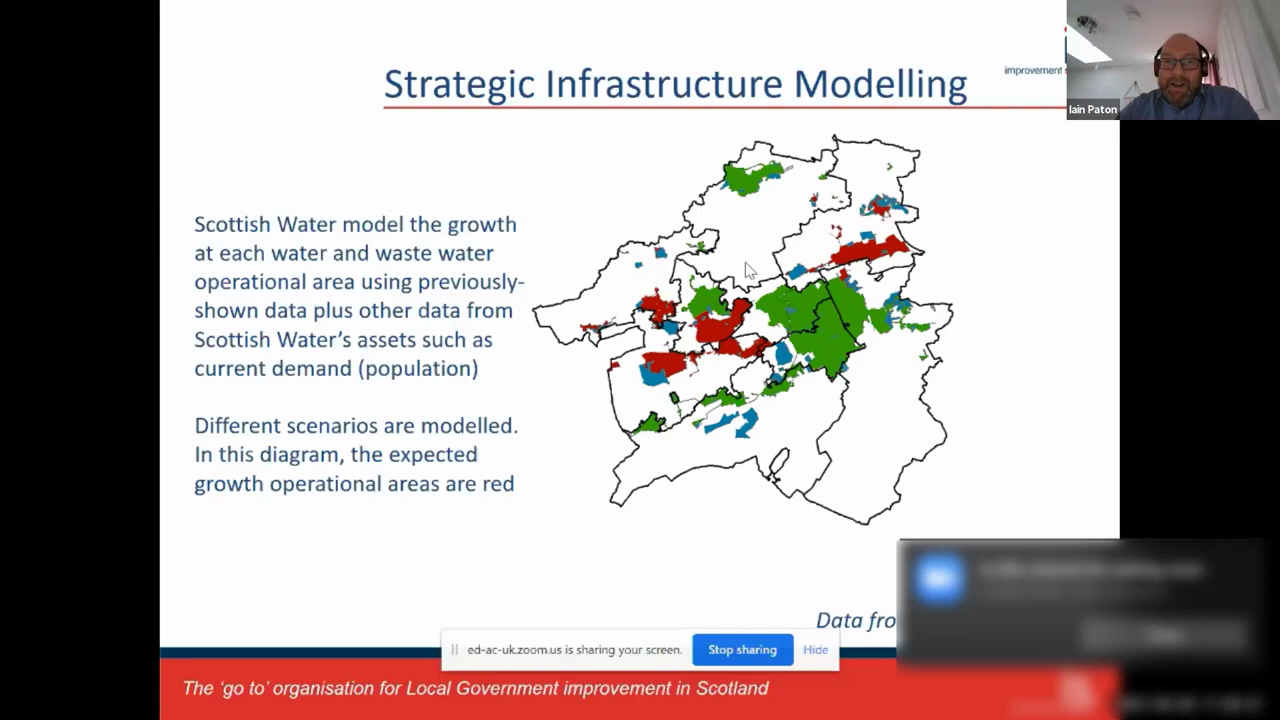 Strategic Infrastructure Modelling
improvement
Iain Paton
Scottish Water model the growth
at each water and waste water
operational area using previously-
shown data plus other data from
Scottish Water's assets such as
current demand (population)
Different scenarios are modelled.
In this diagram, the expected
growth operational areas are red
Data fro
ed-ac-uk.zoom.us is sharing your screen.
Stop sharing
Hide
The 'go to' organisation for Local Government improvement in Scotland